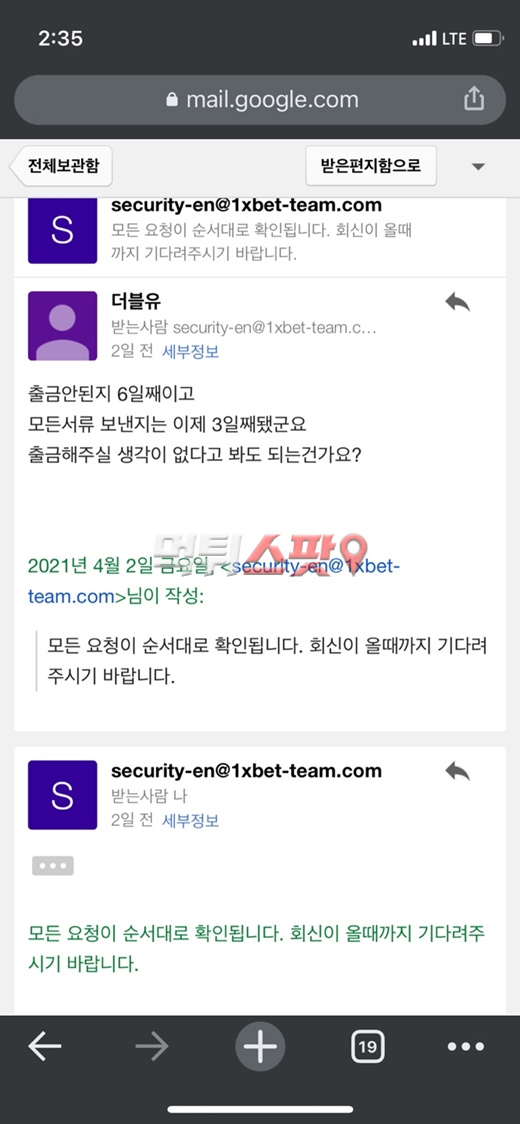 2:35
LTE
mail.google.com
전체보관함
받은편지함으로
S
security-en@1xbet-team.com
모든 요청이 순서대로 확인됩니다. 회신이 올때
까지 기다려주시기 바랍니다.
더블유
받는사람 security-en@1xbet-team.c...
2일 전 세부정보
출금안된지 6일째이고
모든서류 보낸지는 이제 3일째됐군요
출금해주실 생각이 없다고 봐도 되는건가요?
먹튀스팟
2021년 4월 2일 금요일, <security-en@1xbet-
team.com>님이 작성:
모든 요청이 순서대로 확인됩니다. 회신이 올때까지 기다려
주시기 바랍니다.
S
security-en@1xbet-team.com
받는사람 나
2일 전 세부정보
모든 요청이 순서대로 확인됩니다. 회신이 올때까지 기다려주
시기 바랍니다.
19